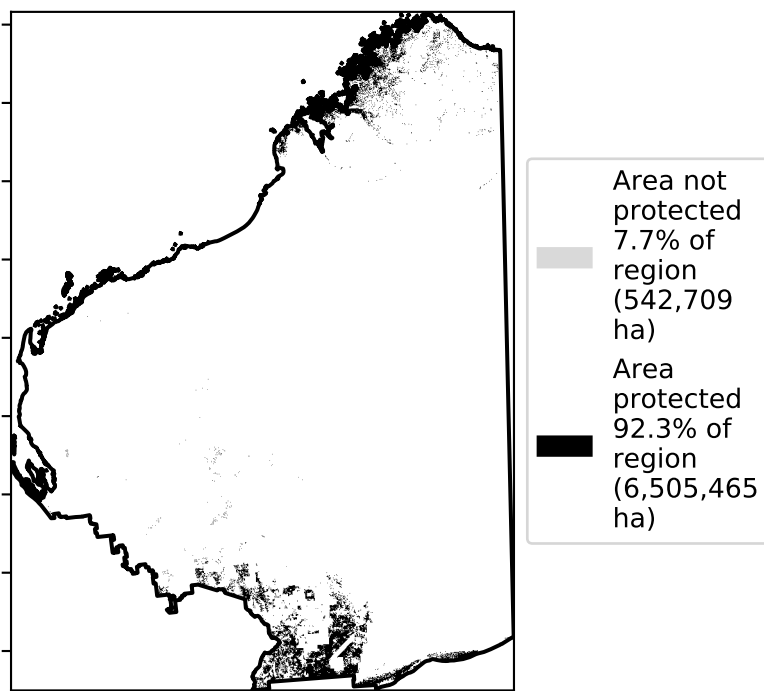 Area not
protected
7.7% of
region
(542,709
ha)
Area
protected
92.3% of
region
(6,505,465
ha)